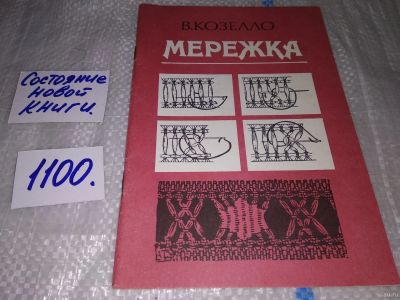 Состояние
новой
книги.
1100.
В.КОЗЕЛЛО
МЕРЕЖКА